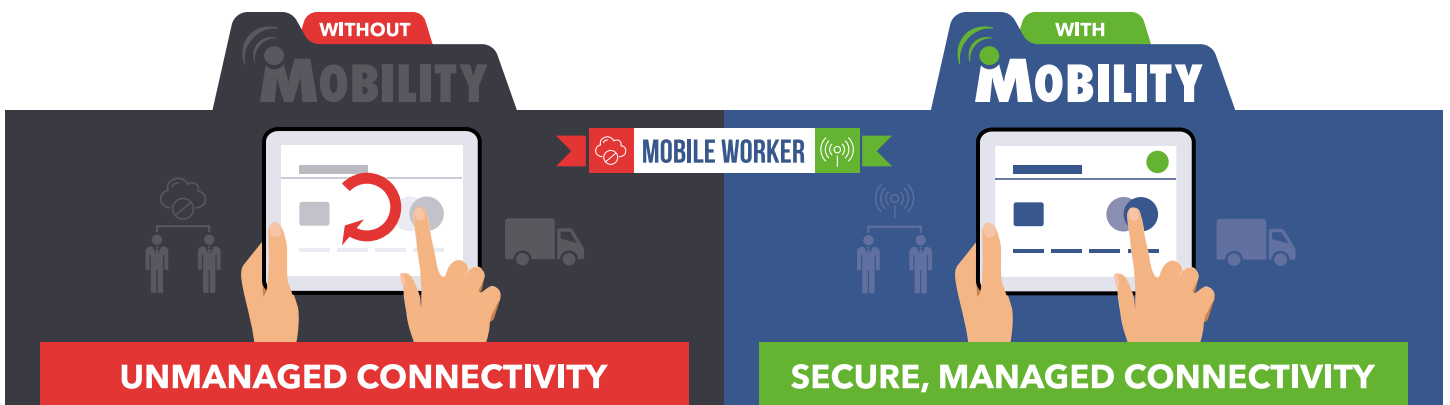 WITHOUT
MOBILITY
WITH
MOBILITY
MOBILE WORKER
UNMANAGED CONNECTIVITY
SECURE, MANAGED CONNECTIVITY